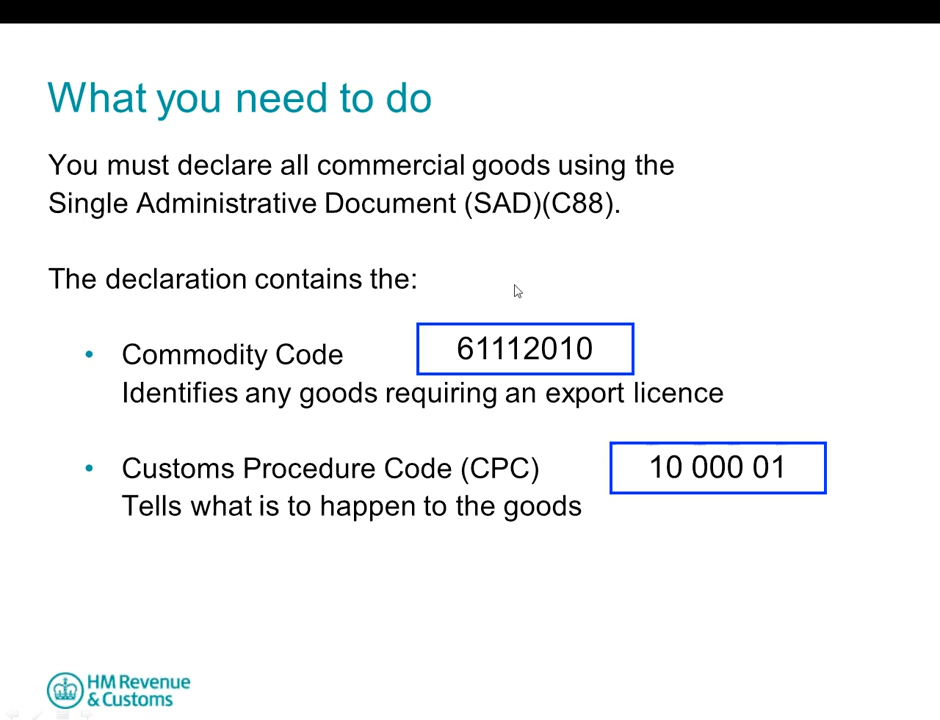 What you need to do
You must declare all commercial goods using the
Single Administrative Document (SAD)(C88).
The declaration contains the:
• Commodity Code 61112010
Identifies any goods requiring an export licence
• Customs Procedure Code (CPC) 10 000 01
Tells what is to happen to the goods
HM Revenue
& Customs